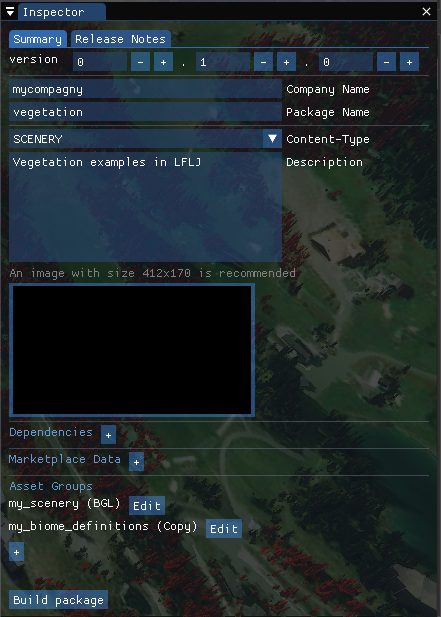 Inspector
Summary Release Notes
version 0 - + . 1 - + . 0 - +
mycompagny Company Name
vegetation Package Name
SCENERY Content-Type
Vegetation examples in LFLJ Description
An image with size 412x170 is recommended
Dependencies +
Marketplace Data +
Asset Groups
my_scenery (BGL) Edit
my_biome_definitions (Copy) Edit
+
Build package